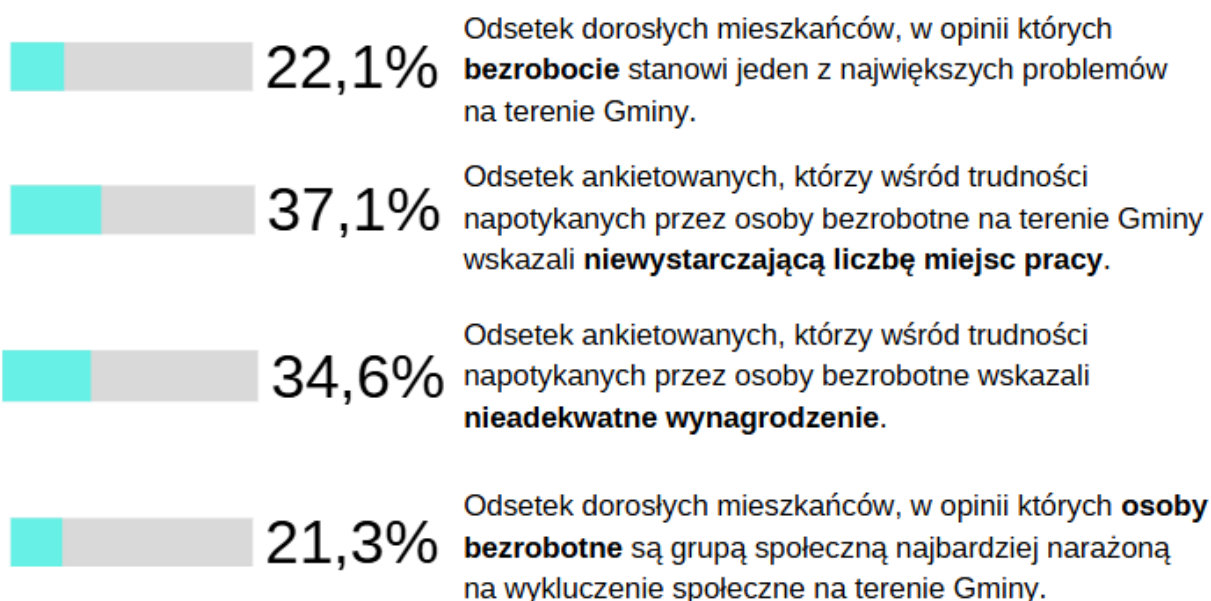 22,1%
Odsetek dorosłych mieszkańców, w opinii których
bezrobocie stanowi jeden z największych problemów
na terenie Gminy.
37,1%
Odsetek ankietowanych, którzy wśród trudności
napotykanych przez osoby bezrobotne na terenie Gminy
wskazali niewystarczającą liczbę miejsc pracy.
34,6%
Odsetek ankietowanych, którzy wśród trudności
napotykanych przez osoby bezrobotne wskazali
nieadekwatne wynagrodzenie.
21,3%
Odsetek dorosłych mieszkańców, w opinii których osoby
bezrobotne są grupą społeczną najbardziej narażoną
na wykluczenie społeczne na terenie Gminy.